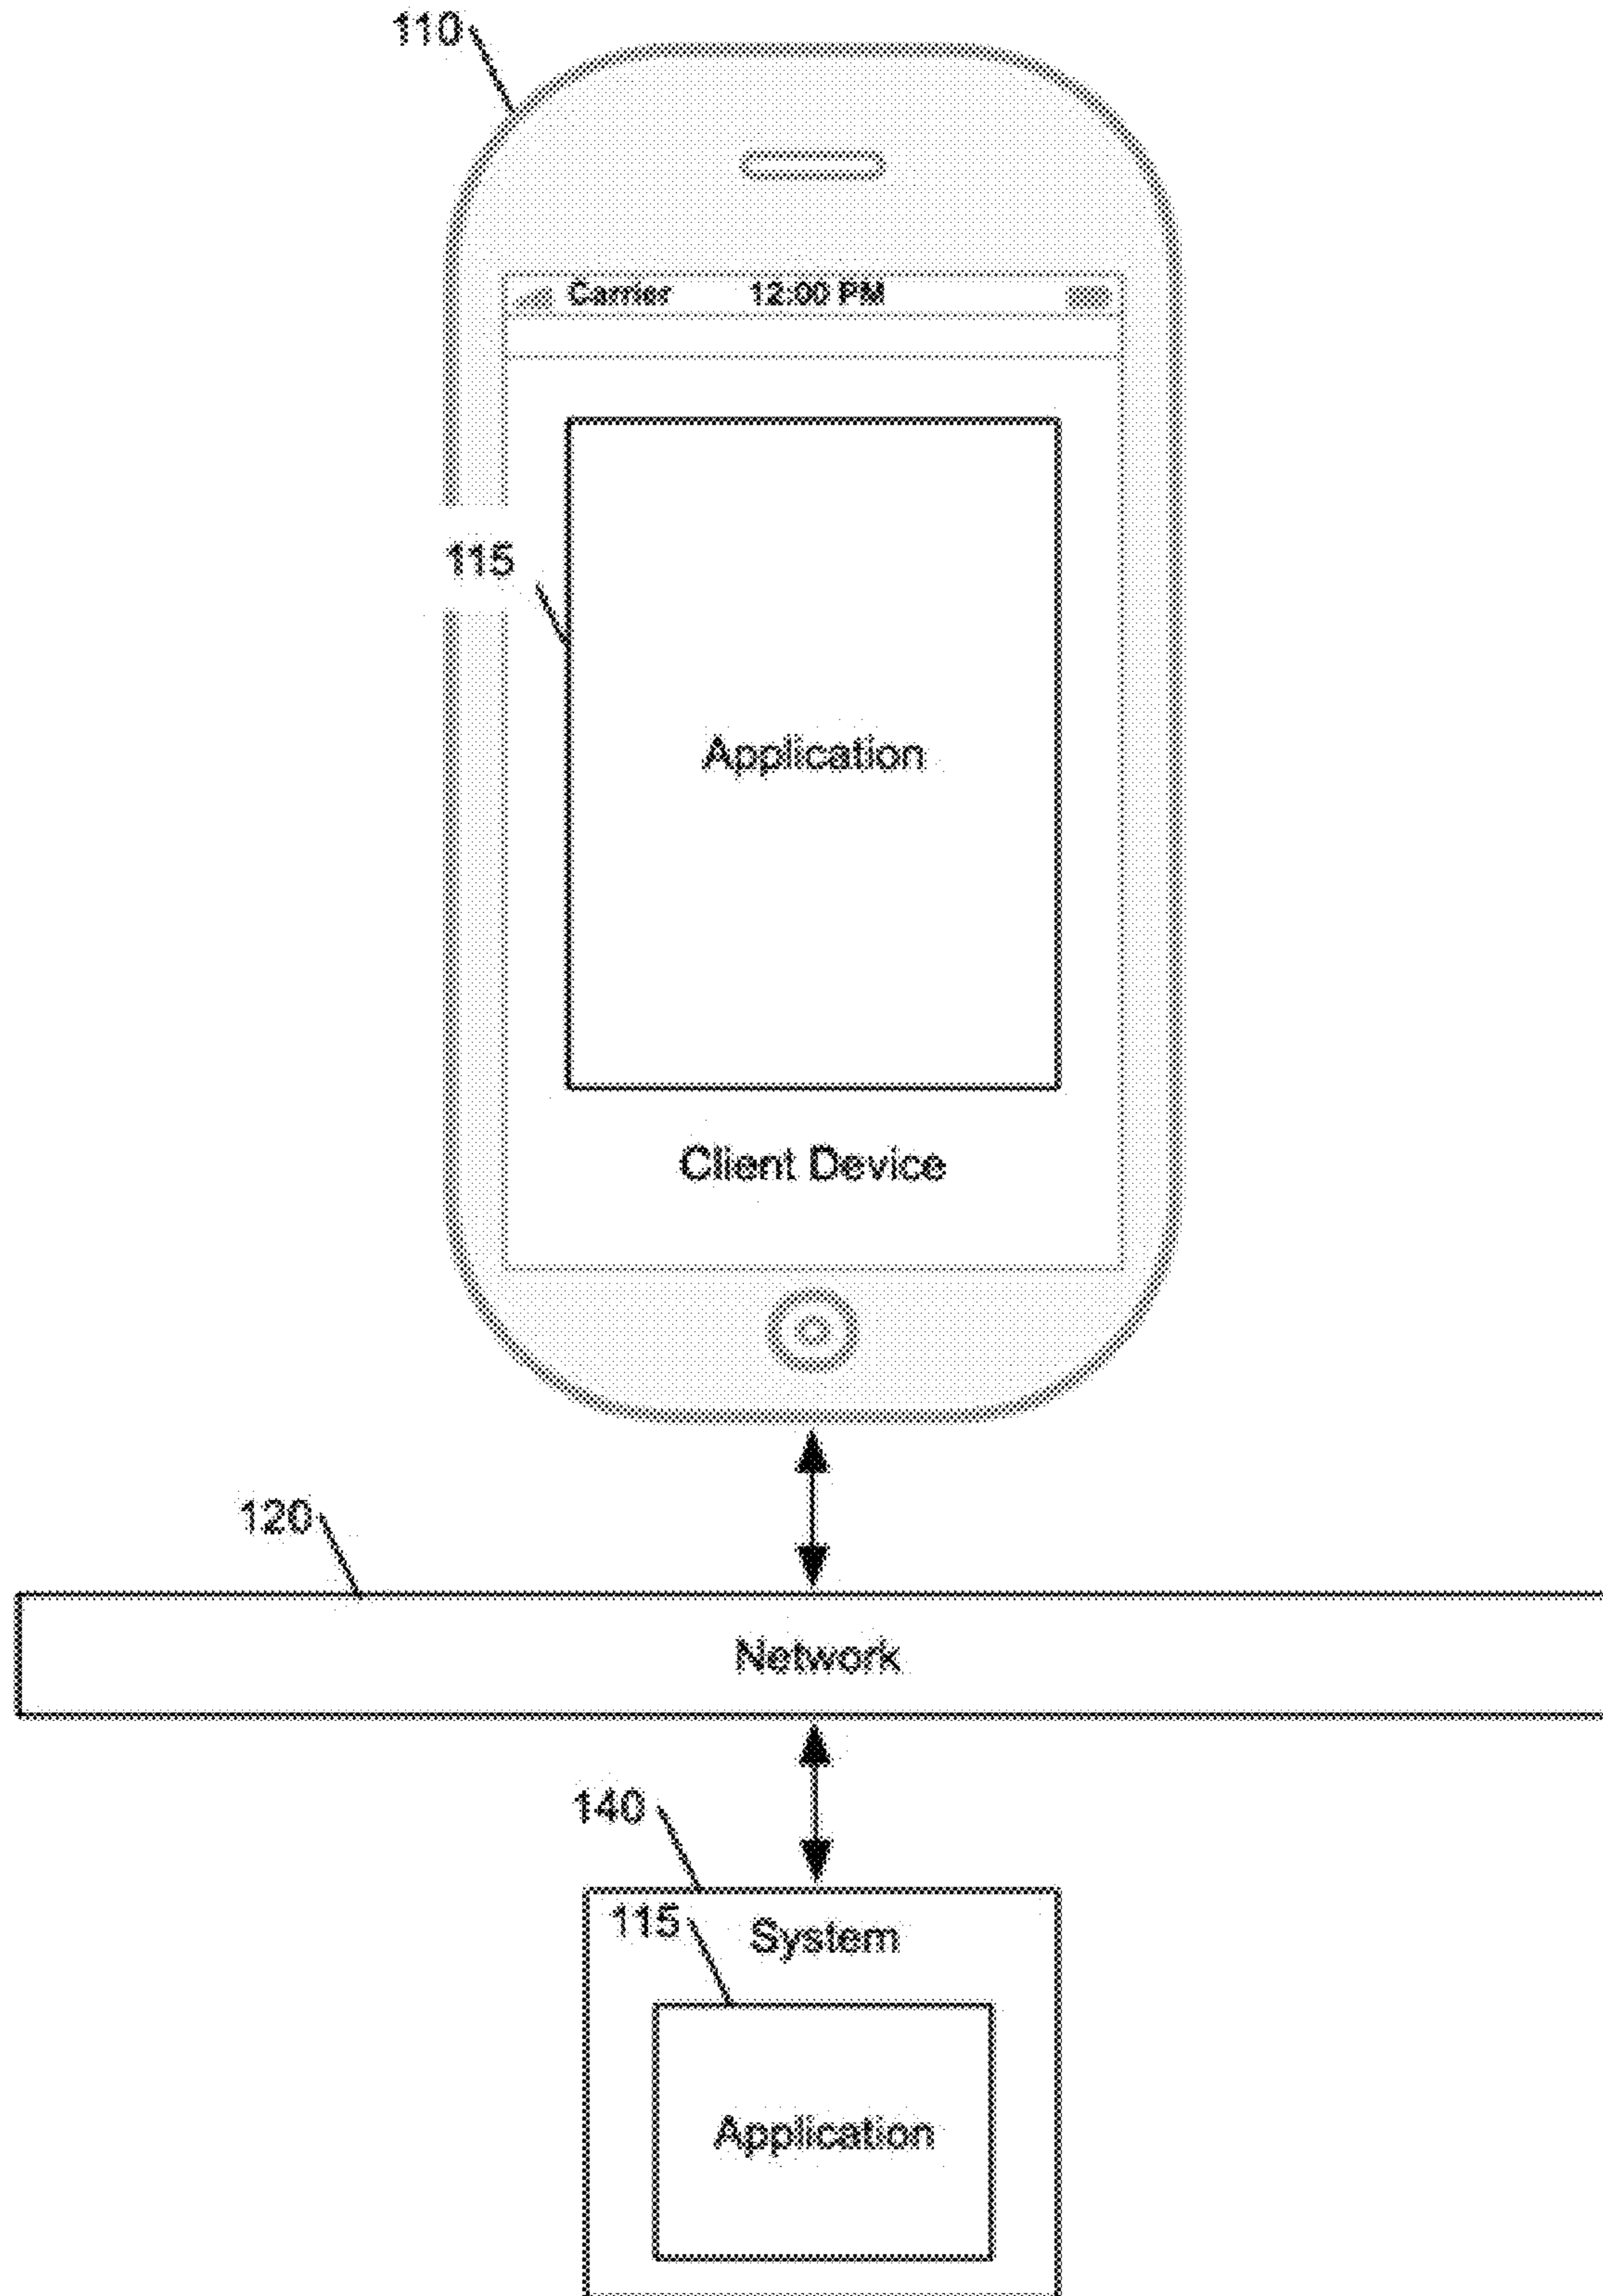 110
Carrier 12:00 PM
115
Application
Client Device
120
Network
140
115 System
Application